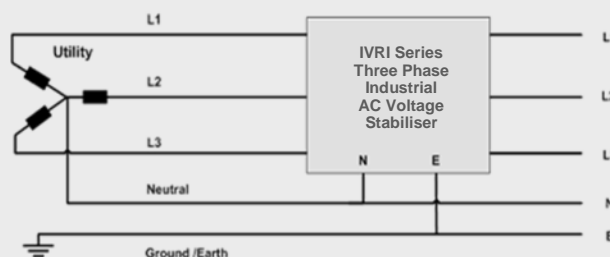 L1
Utility
L2
L3
Neutral
Ground /Earth
IVRI Series
Three Phase
Industrial
AC Voltage
Stabiliser
N E
L
L
L
N
E